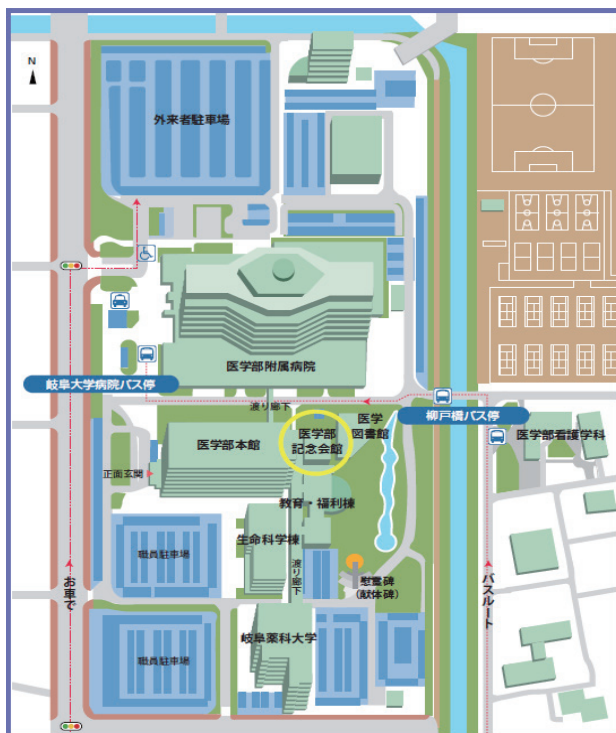 N
外来者駐車場
医学部附属病院
岐阜大学病院バス停
渡り廊下
柳戸橋バス停
医学部本館
医学部
記念会館
医学
図書館
医学部看護学科
正面玄関
教育・福利棟
職員駐車場
生命科学棟
渡り廊下
慰霊碑
(献体碑)
お車で
バスルート
岐阜薬科大学
職員駐車場